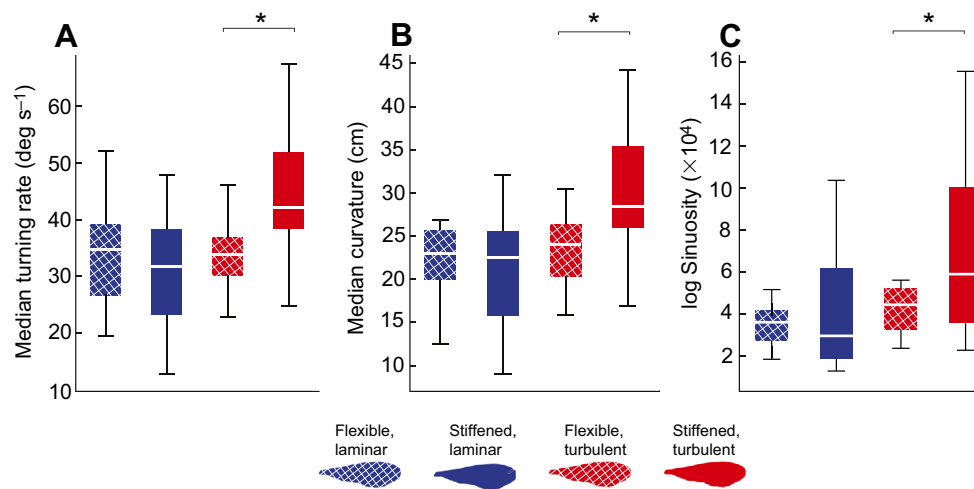 A
*
Median turning rate (deg s⁻¹)
60
50
40
30
20
10
B
*
Median curvature (cm)
45
40
35
30
25
20
15
10
C
*
log Sinuosity (×10⁴)
16
14
12
10
8
6
4
2
Flexible,
laminar
Stiffened,
laminar
Flexible,
turbulent
Stiffened,
turbulent